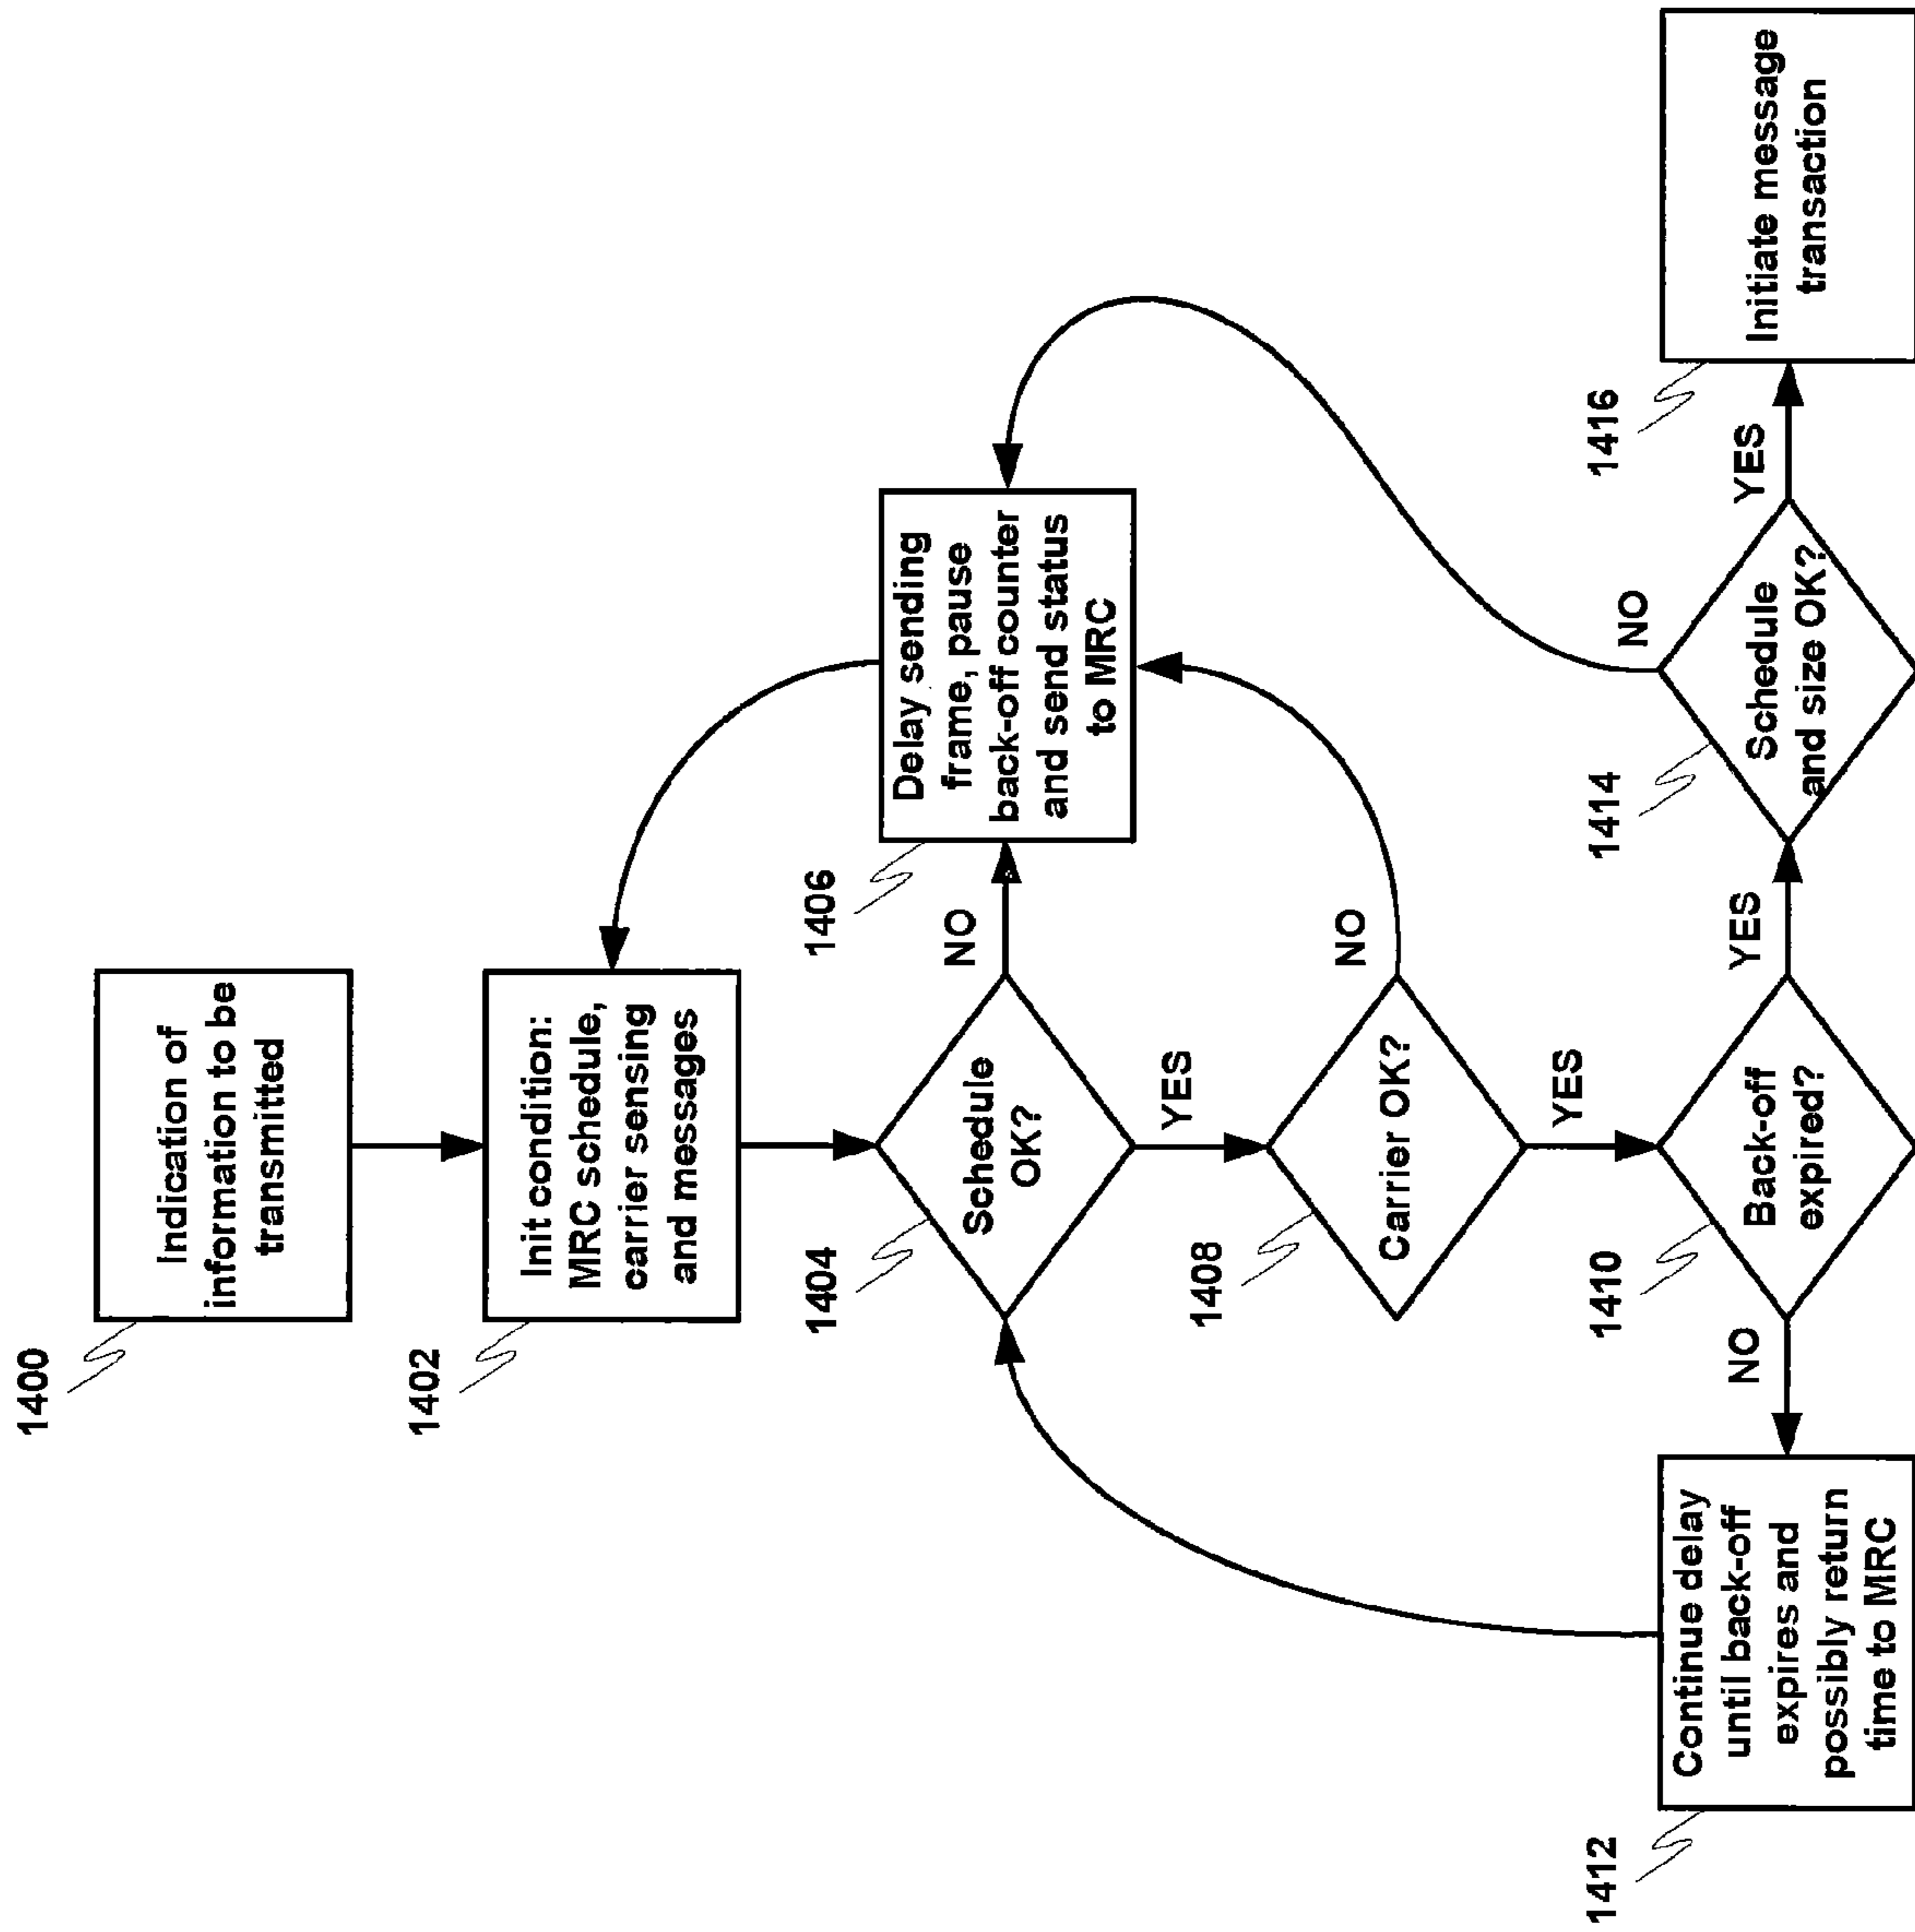 1400
Indication of
information to be
transmitted
1402
Init condition:
MRC schedule,
carrier sensing
and messages
1404
Schedule
OK?
NO
YES
1406
Delay sending
frame, pause
back-off counter
and send status
to MRC
1408
Carrier OK?
NO
YES
1410
Back-off
expired?
NO
YES
1412
Continue delay
until back-off
expires and
possibly return
time to MRC
1414
Schedule
and size OK?
NO
YES
1416
Initiate message
transaction